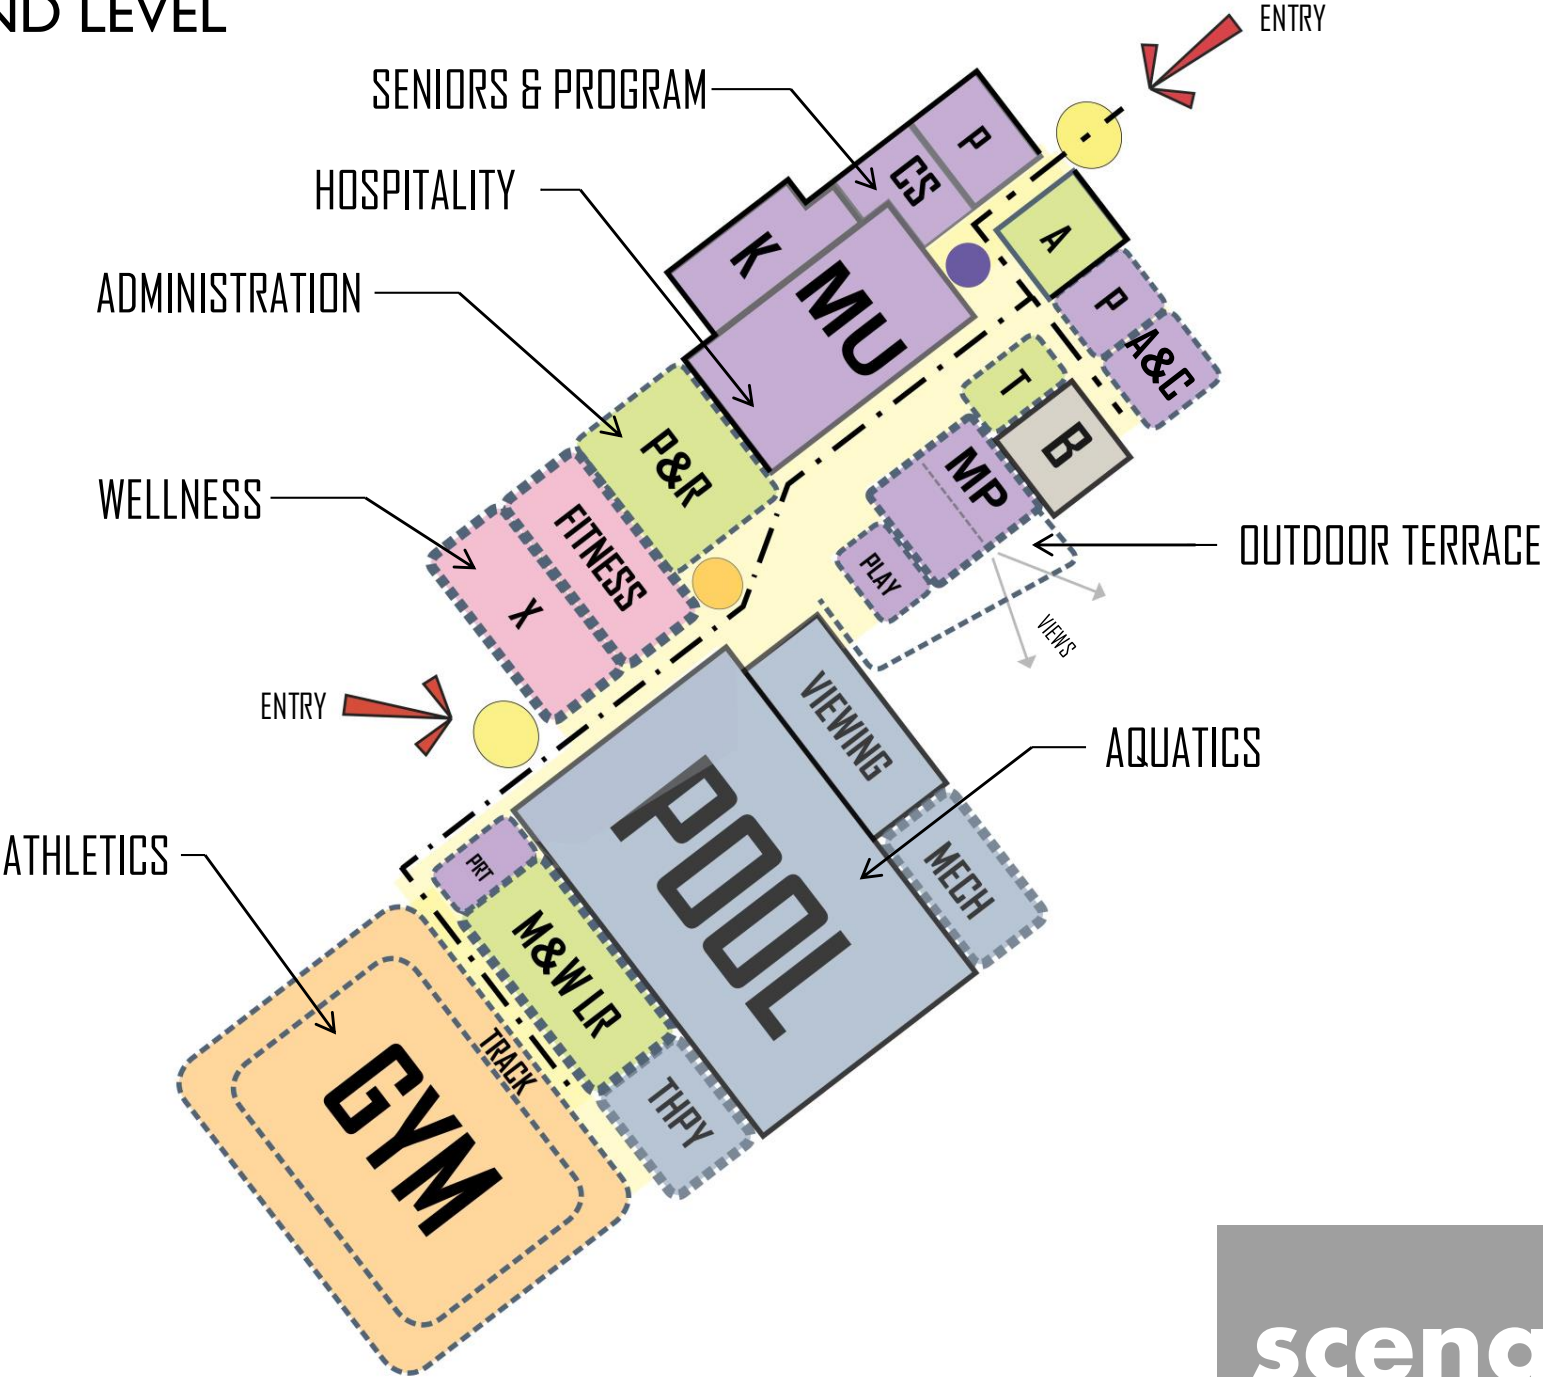 ND LEVEL
ENTRY
SENIORS & PROGRAM
P
CS
HOSPITALITY
K
A
MU
ADMINISTRATION
P
A&C
T
P&R
B
MP
WELLNESS
FITNESS
OUTDOOR TERRACE
PLAY
X
VIEWS
ENTRY
VIEWING
AQUATICS
POOL
ATHLETICS
PRT
MECH
M&W LR
TRACK
GYM
THPY
scena